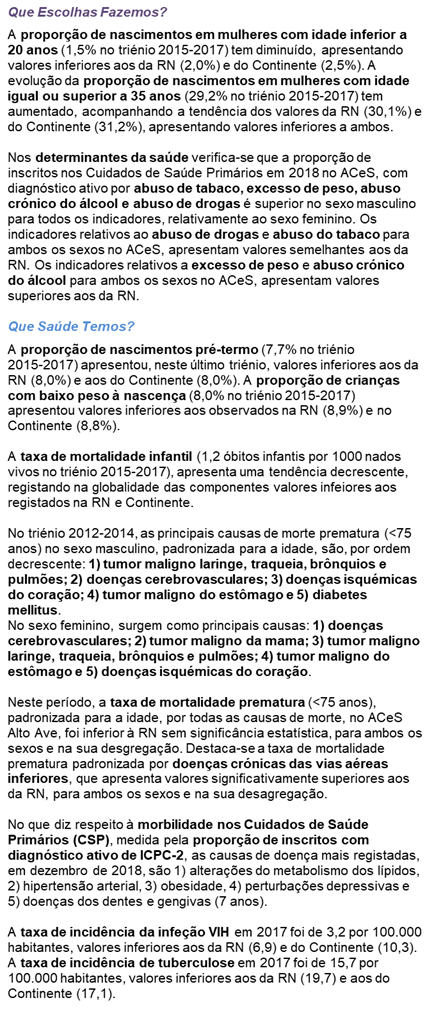 Que Escolhas Fazemos?
A proporção de nascimentos em mulheres com idade inferior a
20 anos (1,5% no triénio 2015-2017) tem diminuído, apresentando
valores inferiores aos da RN (2,0%) e do Continente (2,5%). A
evolução da proporção de nascimentos em mulheres com idade
igual ou superior a 35 anos (29,2% no triénio 2015-2017) tem
aumentado, acompanhando a tendência dos valores da RN (30,1%) e
do Continente (31,2%), apresentando valores inferiores a ambos.
Nos determinantes da saúde verifica-se que a proporção de
inscritos nos Cuidados de Saúde Primários em 2018 no ACeS, com
diagnóstico ativo por abuso de tabaco, excesso de peso, abuso
crónico do álcool e abuso de drogas é superior no sexo masculino
para todos os indicadores, relativamente ao sexo feminino. Os
indicadores relativos ao abuso de drogas e abuso do tabaco para
ambos os sexos no ACeS, apresentam valores semelhantes aos da
RN. Os indicadores relativos a excesso de peso e abuso crónico
do álcool para ambos os sexos no ACeS, apresentam valores
superiores aos da RN.
Que Saúde Temos?
A proporção de nascimentos pré-termo (7,7% no triénio
2015-2017) apresentou, neste último triénio, valores inferiores aos da
RN (8,0%) e aos do Continente (8,0%). A proporção de crianças
com baixo peso à nascença (8,0% no triénio 2015-2017)
apresentou valores inferiores aos observados na RN (8,9%) e no
Continente (8,8%).
A taxa de mortalidade infantil (1,2 óbitos infantis por 1000 nados
vivos no triénio 2015-2017), apresenta uma tendência decrescente,
registando na globalidade das componentes valores infeiores aos
registados na RN e Continente.
No triénio 2012-2014, as principais causas de morte prematura (<75
anos) no sexo masculino, padronizada para a idade, são, por ordem
decrescente: 1) tumor maligno laringe, traqueia, brônquios e
pulmões; 2) doenças cerebrovasculares; 3) doenças isquémicas
do coração; 4) tumor maligno do estômago e 5) diabetes
mellitus.
No sexo feminino, surgem como principais causas: 1) doenças
cerebrovasculares; 2) tumor maligno da mama; 3) tumor maligno
laringe, traqueia, brônquios e pulmões; 4) tumor maligno do
estômago e 5) doenças isquémicas do coração.
Neste período, a taxa de mortalidade prematura (<75 anos),
padronizada para a idade, por todas as causas de morte, no ACeS
Alto Ave, foi inferior à RN sem significância estatística, para ambos os
sexos e na sua desgregação. Destaca-se a taxa de mortalidade
prematura padronizada por doenças crónicas das vias aéreas
inferiores, que apresenta valores significativamente superiores aos
da RN, para ambos os sexos e na sua desagregação.
No que diz respeito à morbilidade nos Cuidados de Saúde
Primários (CSP), medida pela proporção de inscritos com
diagnóstico ativo de ICPC-2, as causas de doença mais registadas,
em dezembro de 2018, são 1) alterações do metabolismo dos lípidos,
2) hipertensão arterial, 3) obesidade, 4) perturbações depressivas e
5) doenças dos dentes e gengivas (7 anos).
A taxa de incidência da infeção VIH em 2017 foi de 3,2 por 100.000
habitantes, valores inferiores aos da RN (6,9) e do Continente (10,3).
A taxa de incidência de tuberculose em 2017 foi de 15,7 por
100.000 habitantes, valores inferiores aos da RN (19,7) e aos do
Continente (17,1).